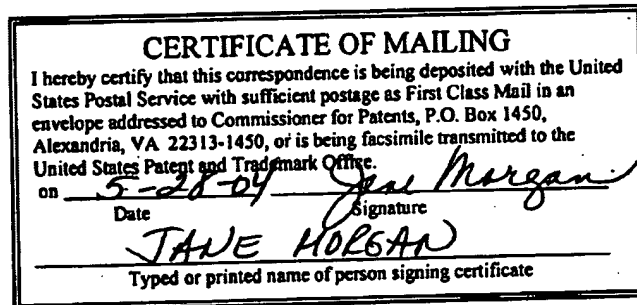 CERTIFICATE OF MAILING
I hereby certify that this correspondence is being deposited with the United
States Postal Service with sufficient postage as First Class Mail in an
envelope addressed to Commissioner for Patents, P.O. Box 1450,
Alexandria, VA 22313-1450, or is being facsimile transmitted to the
United States Patent and Trademark Office.
on 5-28-04 Jane Morgan
Date Signature
JANE MORGAN
Typed or printed name of person signing certificate